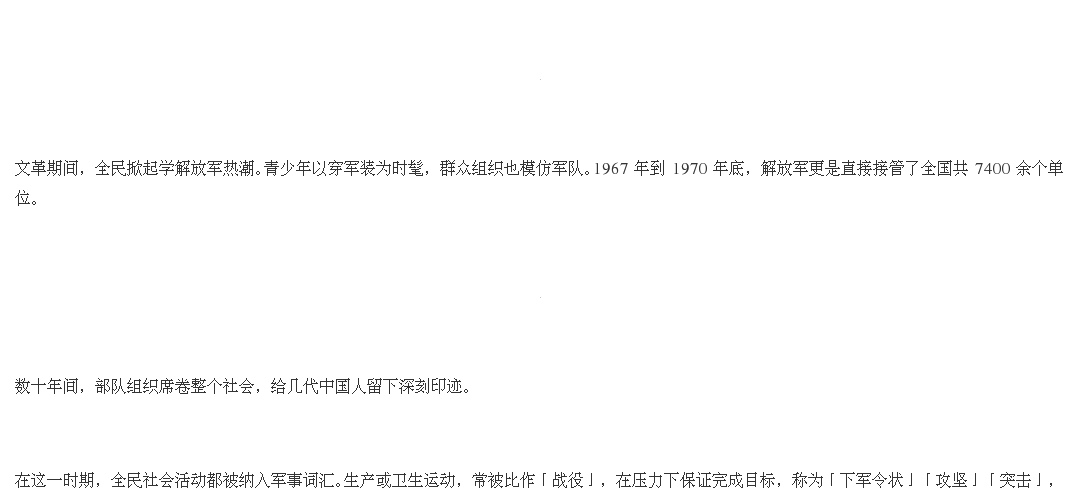 文革期间，全民掀起学解放军热潮。青少年以穿军装为时髦，群众组织也模仿军队。1967 年到 1970 年底，解放军更是直接接管了全国共 7400 余个单
位。
数十年间，部队组织席卷整个社会，给几代中国人留下深刻印迹。
在这一时期，全民社会活动都被纳入军事词汇。生产或卫生运动，常被比作「战役」，在压力下保证完成目标，称为「下军令状」「攻坚」「突击」，